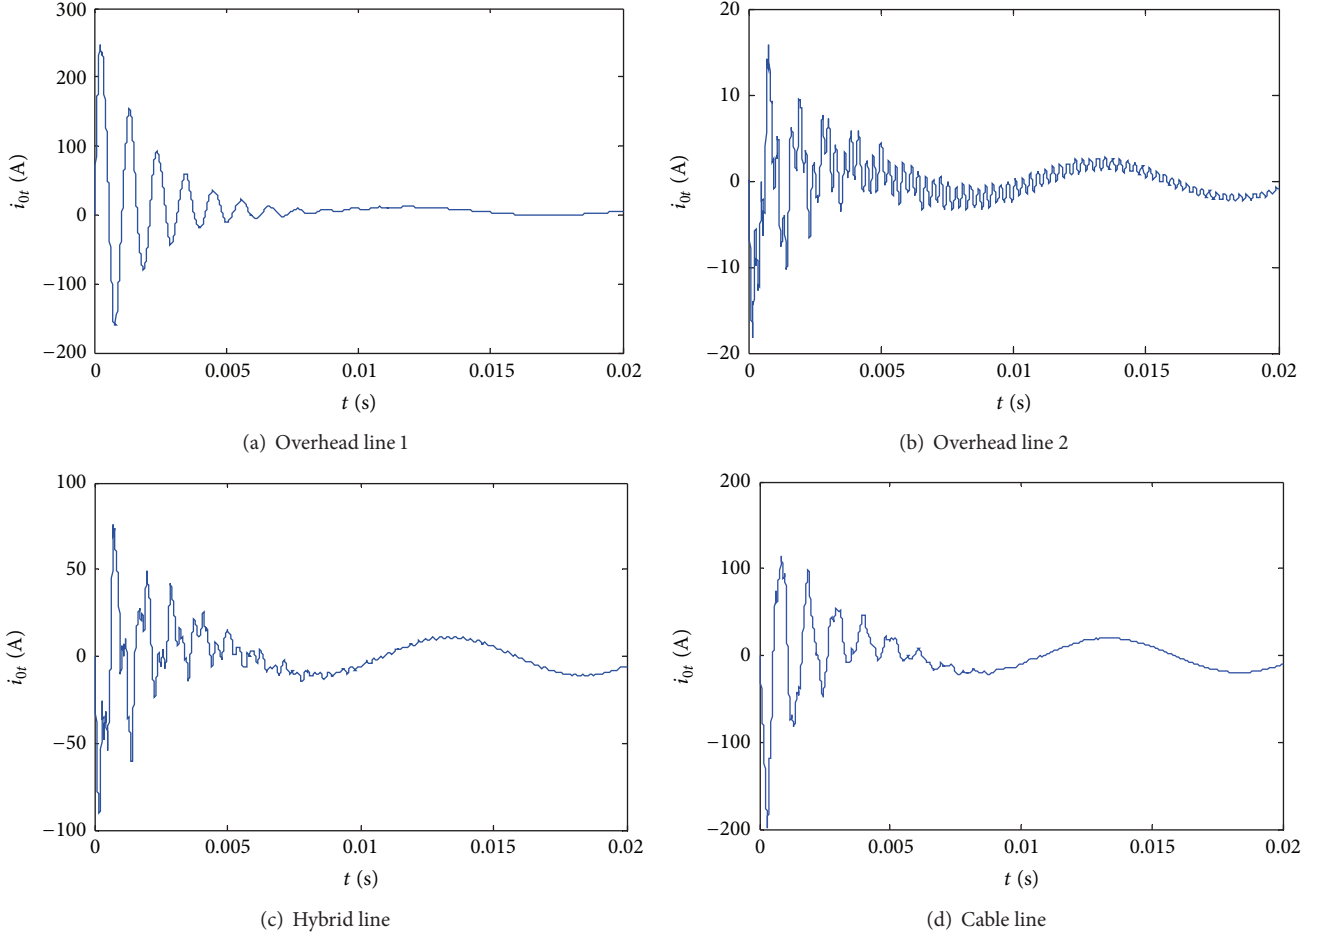 300
200
100
0
−100
−200
i0t (A)
0 0.005 0.01 0.015 0.02
t (s)
(a) Overhead line 1
20
10
0
−10
−20
i0t (A)
0 0.005 0.01 0.015 0.02
t (s)
(b) Overhead line 2
100
50
0
−50
−100
i0t (A)
0 0.005 0.01 0.015 0.02
t (s)
(c) Hybrid line
200
100
0
−100
−200
i0t (A)
0 0.005 0.01 0.015 0.02
t (s)
(d) Cable line